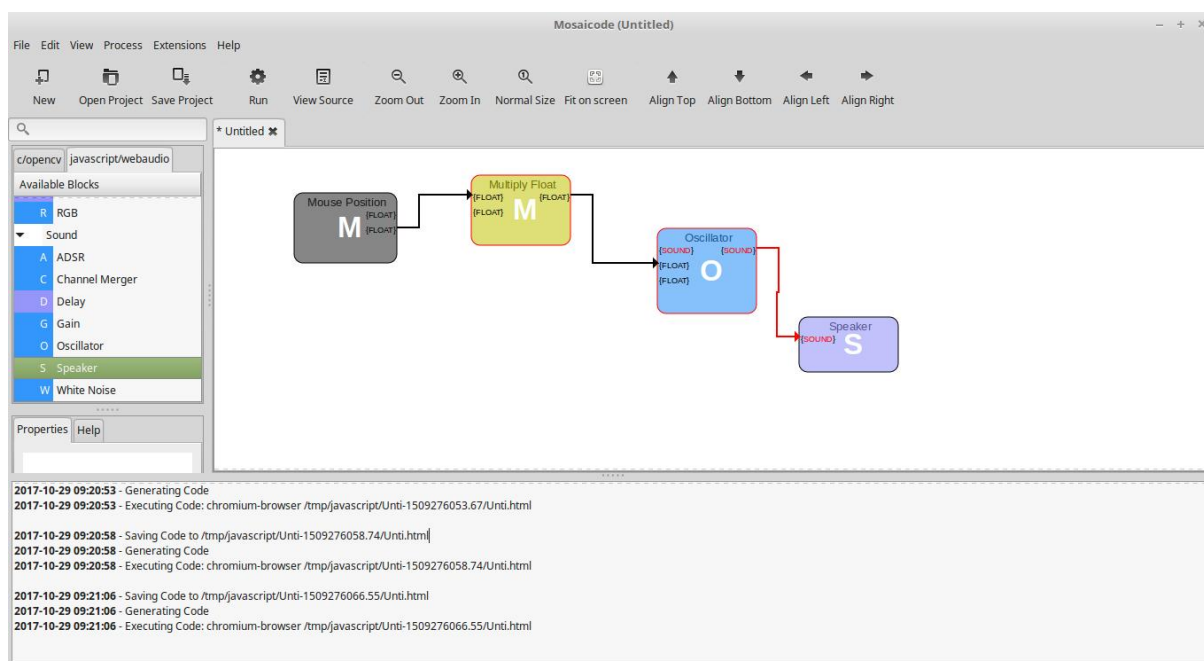 Mosaicode (Untitled)
File Edit View Process Extensions Help
New Open Project Save Project Run View Source Zoom Out Zoom In Normal Size Fit on screen Align Top Align Bottom Align Left Align Right
* Untitled
c/opencv javascript/webaudio
Available Blocks
R RGB
Sound
A ADSR
C Channel Merger
D Delay
G Gain
O Oscillator
S Speaker
W White Noise
Properties Help
Mouse Position
{FLOAT}
M {FLOAT}
Multiply Float
{FLOAT} {FLOAT}
{FLOAT} M
Oscillator
{SOUND} {SOUND}
{FLOAT} O
{FLOAT}
Speaker
{SOUND} S
2017-10-29 09:20:53 - Generating Code
2017-10-29 09:20:53 - Executing Code: chromium-browser /tmp/javascript/Unti-1509276053.67/Unti.html
2017-10-29 09:20:58 - Saving Code to /tmp/javascript/Unti-1509276058.74/Unti.html
2017-10-29 09:20:58 - Generating Code
2017-10-29 09:20:58 - Executing Code: chromium-browser /tmp/javascript/Unti-1509276058.74/Unti.html
2017-10-29 09:21:06 - Saving Code to /tmp/javascript/Unti-1509276066.55/Unti.html
2017-10-29 09:21:06 - Generating Code
2017-10-29 09:21:06 - Executing Code: chromium-browser /tmp/javascript/Unti-1509276066.55/Unti.html